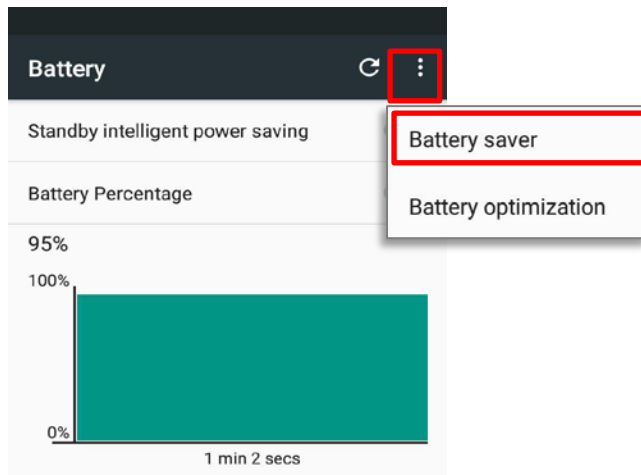 Battery
Standby intelligent power saving
Battery saver
Battery Percentage
Battery optimization
95%
100%
0%
1 min 2 secs